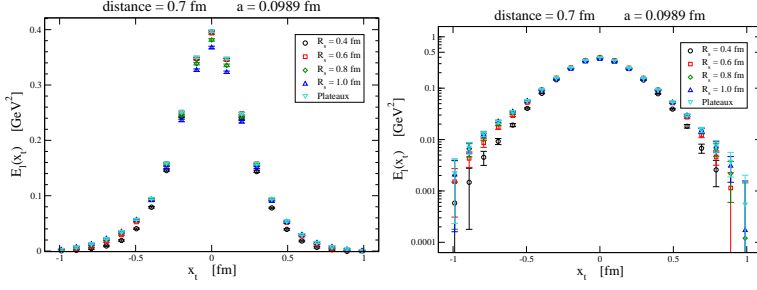 distance = 0.7 fm a = 0.0989 fm
E_l(x_t) [GeV²]
0.4
0.3
0.2
0.1
0
R_s = 0.4 fm
R_s = 0.6 fm
R_s = 0.8 fm
R_s = 1.0 fm
Plateaux
-1 -0.5 0 0.5 1
x_t [fm]
distance = 0.7 fm a = 0.0989 fm
E_l(x_t) [GeV²]
1
0.1
0.01
0.001
0.0001
R_s = 0.4 fm
R_s = 0.6 fm
R_s = 0.8 fm
R_s = 1.0 fm
Plateaux
-1 -0.5 0 0.5 1
x_t [fm]